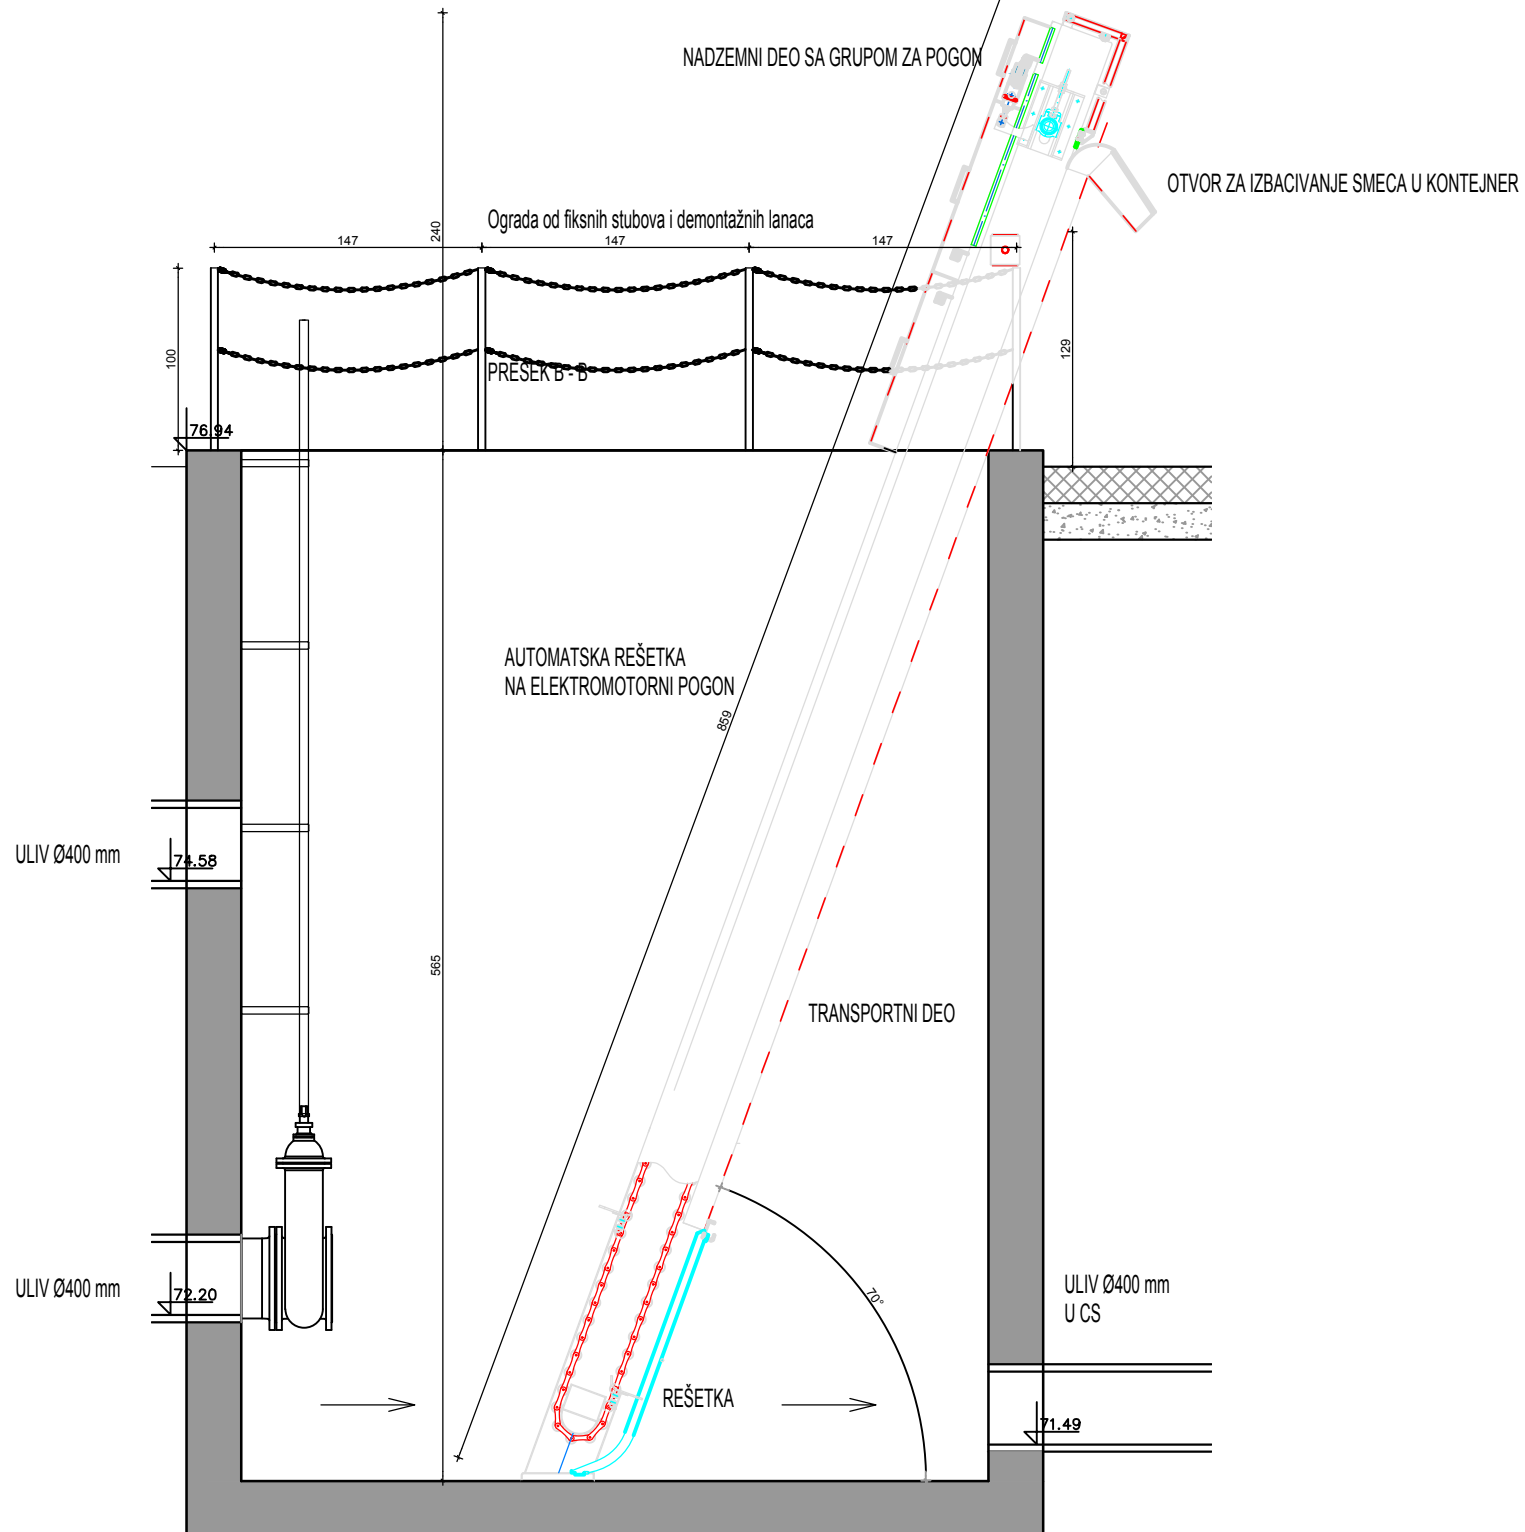 NADZEMNI DEO SA GRUPOM ZA POGON
OTVOR ZA IZBACIVANJE SMECA U KONTEJNER
Ograda od fiksnih stubova i demontažnih lanaca
240
147
147
147
100
129
PRESEK B - B
76.94
AUTOMATSKA REŠETKA
NA ELEKTROMOTORNI POGON
859
ULIV Ø400 mm
74.58
565
TRANSPORTNI DEO
ULIV Ø400 mm
72.20
70°
ULIV Ø400 mm
U CS
REŠETKA
71.49